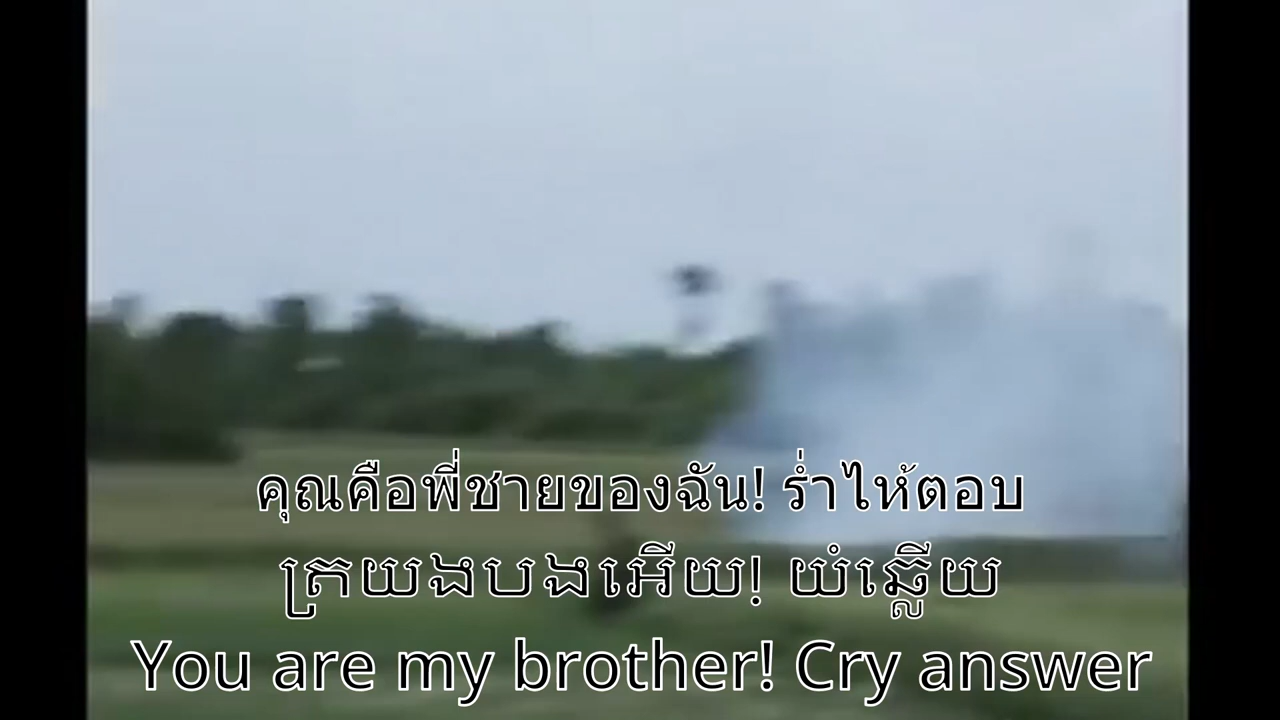 คุณคือพี่ชายของฉัน! ร่ำไห้ตอบ
ត្រយងបងអើយ! យំឆ្លើយ
You are my brother! Cry answer